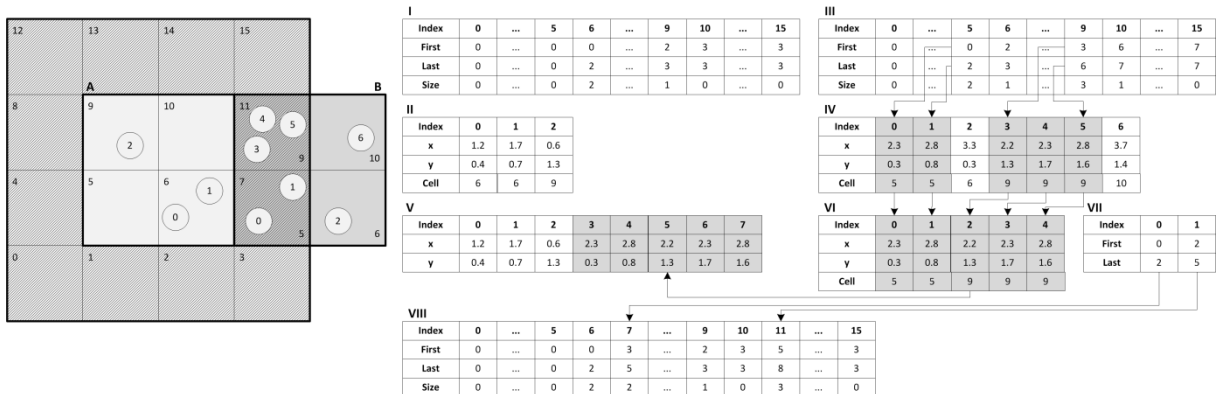 12 13 14 15
A B
8 9 10 11 4 5
2 3 6
9 10
4 5 6 7 1
1
0 0 2
5 6
0 1 2 3
I
Index 0 ... 5 6 ... 9 10 ... 15
First 0 ... 0 0 ... 2 3 ... 3
Last 0 ... 0 2 ... 3 3 ... 3
Size 0 ... 0 2 ... 1 0 ... 0
II
Index 0 1 2
x 1.2 1.7 0.6
y 0.4 0.7 1.3
Cell 6 6 9
III
Index 0 ... 5 6 ... 9 10 ... 15
First 0 ... 0 2 ... 3 6 ... 7
Last 0 ... 2 3 ... 6 7 ... 7
Size 0 ... 2 1 ... 3 1 ... 0
IV
Index 0 1 2 3 4 5 6
x 2.3 2.8 3.3 2.2 2.3 2.8 3.7
y 0.3 0.8 0.3 1.3 1.7 1.6 1.4
Cell 5 5 6 9 9 9 10
V
Index 0 1 2 3 4 5 6 7
x 1.2 1.7 0.6 2.3 2.8 2.2 2.3 2.8
y 0.4 0.7 1.3 0.3 0.8 1.3 1.7 1.6
VI
Index 0 1 2 3 4
x 2.3 2.8 2.2 2.3 2.8
y 0.3 0.8 1.3 1.7 1.6
Cell 5 5 9 9 9
VII
Index 0 1
First 0 2
Last 2 5
VIII
Index 0 ... 5 6 7 ... 9 10 11 ... 15
First 0 ... 0 0 3 ... 2 3 5 ... 3
Last 0 ... 0 2 5 ... 3 3 8 ... 3
Size 0 ... 0 2 2 ... 1 0 3 ... 0